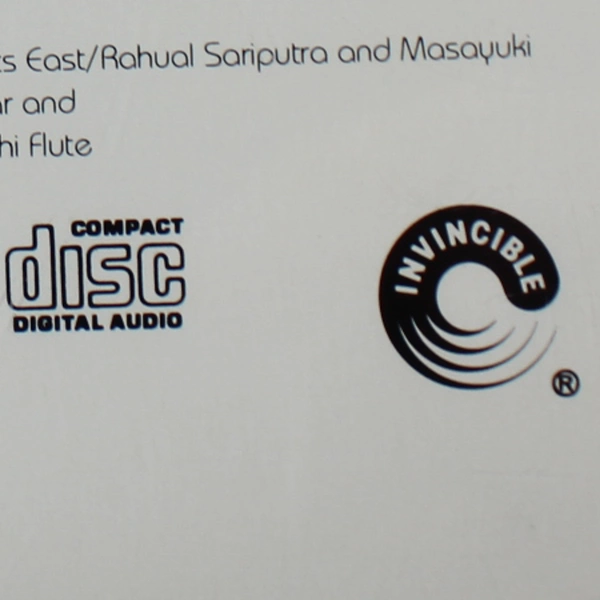 ts East/Rahual Sariputra and Masayuki
ar and
hi Flute
COMPACT
disc
DIGITAL AUDIO
INVINCIBLE
®